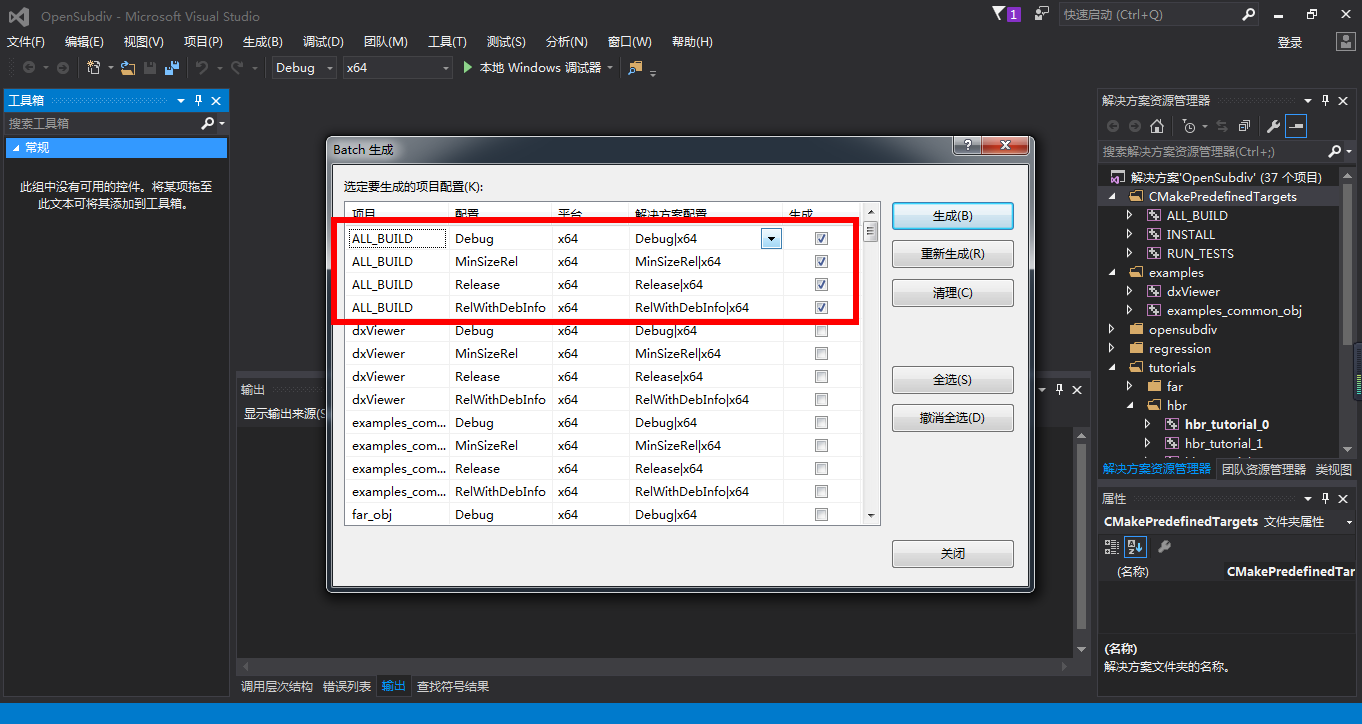 OpenSubdiv - Microsoft Visual Studio
1
快速启动 (Ctrl+Q)
文件(F) 编辑(E) 视图(V) 项目(P) 生成(B) 调试(D) 团队(M) 工具(T) 测试(S) 分析(N) 窗口(W) 帮助(H)
登录
Debug x64 本地 Windows 调试器
工具箱
搜索工具箱
常规
此组中没有可用的控件。将某项拖至
此文本可将其添加到工具箱。
Batch 生成
选定要生成的项目配置(K):
项目 配置 平台 解决方案配置 生成
ALL_BUILD Debug x64 Debug|x64
ALL_BUILD MinSizeRel x64 MinSizeRel|x64
ALL_BUILD Release x64 Release|x64
ALL_BUILD RelWithDebInfo x64 RelWithDebInfo|x64
dxViewer Debug x64 Debug|x64
dxViewer MinSizeRel x64 MinSizeRel|x64
dxViewer Release x64 Release|x64
dxViewer RelWithDebInfo x64 RelWithDebInfo|x64
examples_com... Debug x64 Debug|x64
examples_com... MinSizeRel x64 MinSizeRel|x64
examples_com... Release x64 Release|x64
examples_com... RelWithDebInfo x64 RelWithDebInfo|x64
far_obj Debug x64 Debug|x64
生成(B)
重新生成(R)
清理(C)
全选(S)
撤消全选(D)
关闭
输出
显示输出来源(S
调用层次结构 错误列表 输出 查找符号结果
解决方案资源管理器
搜索解决方案资源管理器(Ctrl+;)
解决方案'OpenSubdiv' (37 个项目)
CMakePredefinedTargets
ALL_BUILD
INSTALL
RUN_TESTS
examples
dxViewer
examples_common_obj
opensubdiv
regression
tutorials
far
hbr
hbr_tutorial_0
hbr_tutorial_1
解决方案资源管理器 团队资源管理器 类视图
属性
CMakePredefinedTargets 文件夹属性
(名称) CMakePredefinedTar
(名称)
解决方案文件夹的名称。